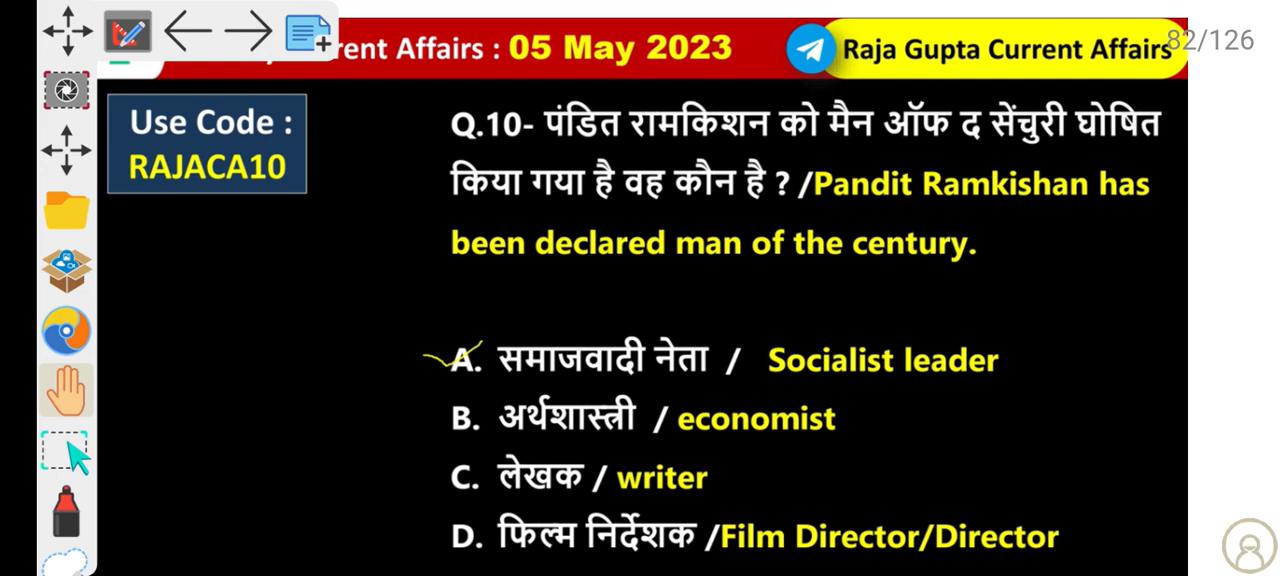 rent Affairs : 05 May 2023
Raja Gupta Current Affairs
82/126
Use Code :
RAJACA10
Q.10- पंडित रामकिशन को मैन ऑफ द सेंचुरी घोषित
किया गया है वह कौन है ? /Pandit Ramkishan has
been declared man of the century.
A. समाजवादी नेता / Socialist leader
B. अर्थशास्त्री / economist
C. लेखक / writer
D. फिल्म निर्देशक /Film Director/Director